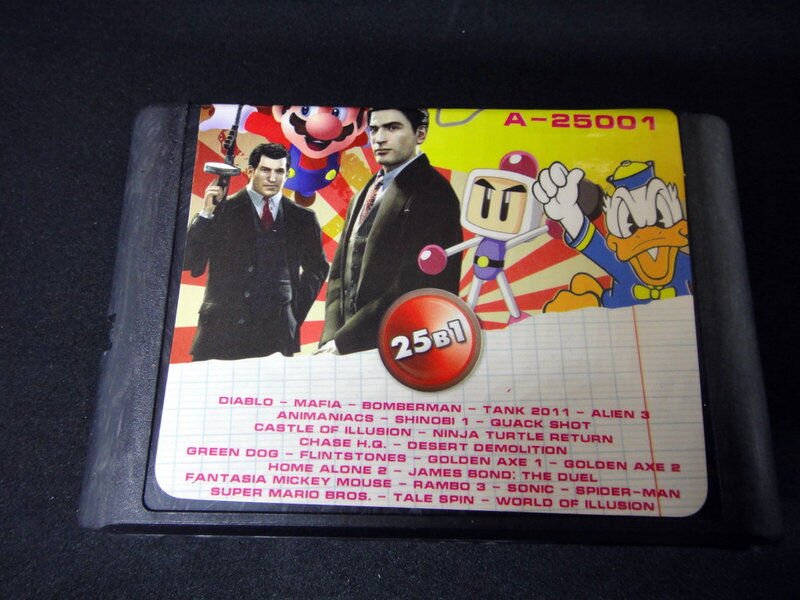 A-25001
25в1
DIABLO - MAFIA - BOMBERMAN - TANK 2011 - ALIEN 3
ANIMANIACS - SHINOBI 1 - QUACK SHOT
CASTLE OF ILLUSION - NINJA TURTLE RETURN
CHASE H.Q. - DESERT DEMOLITION
GREEN DOG - FLINTSTONES - GOLDEN AXE 1 - GOLDEN AXE 2
HOME ALONE 2 - JAMES BOND: THE DUEL
FANTASIA MICKEY MOUSE - RAMBO 3 - SONIC - SPIDER-MAN
SUPER MARIO BROS. - TALE SPIN - WORLD OF ILLUSION